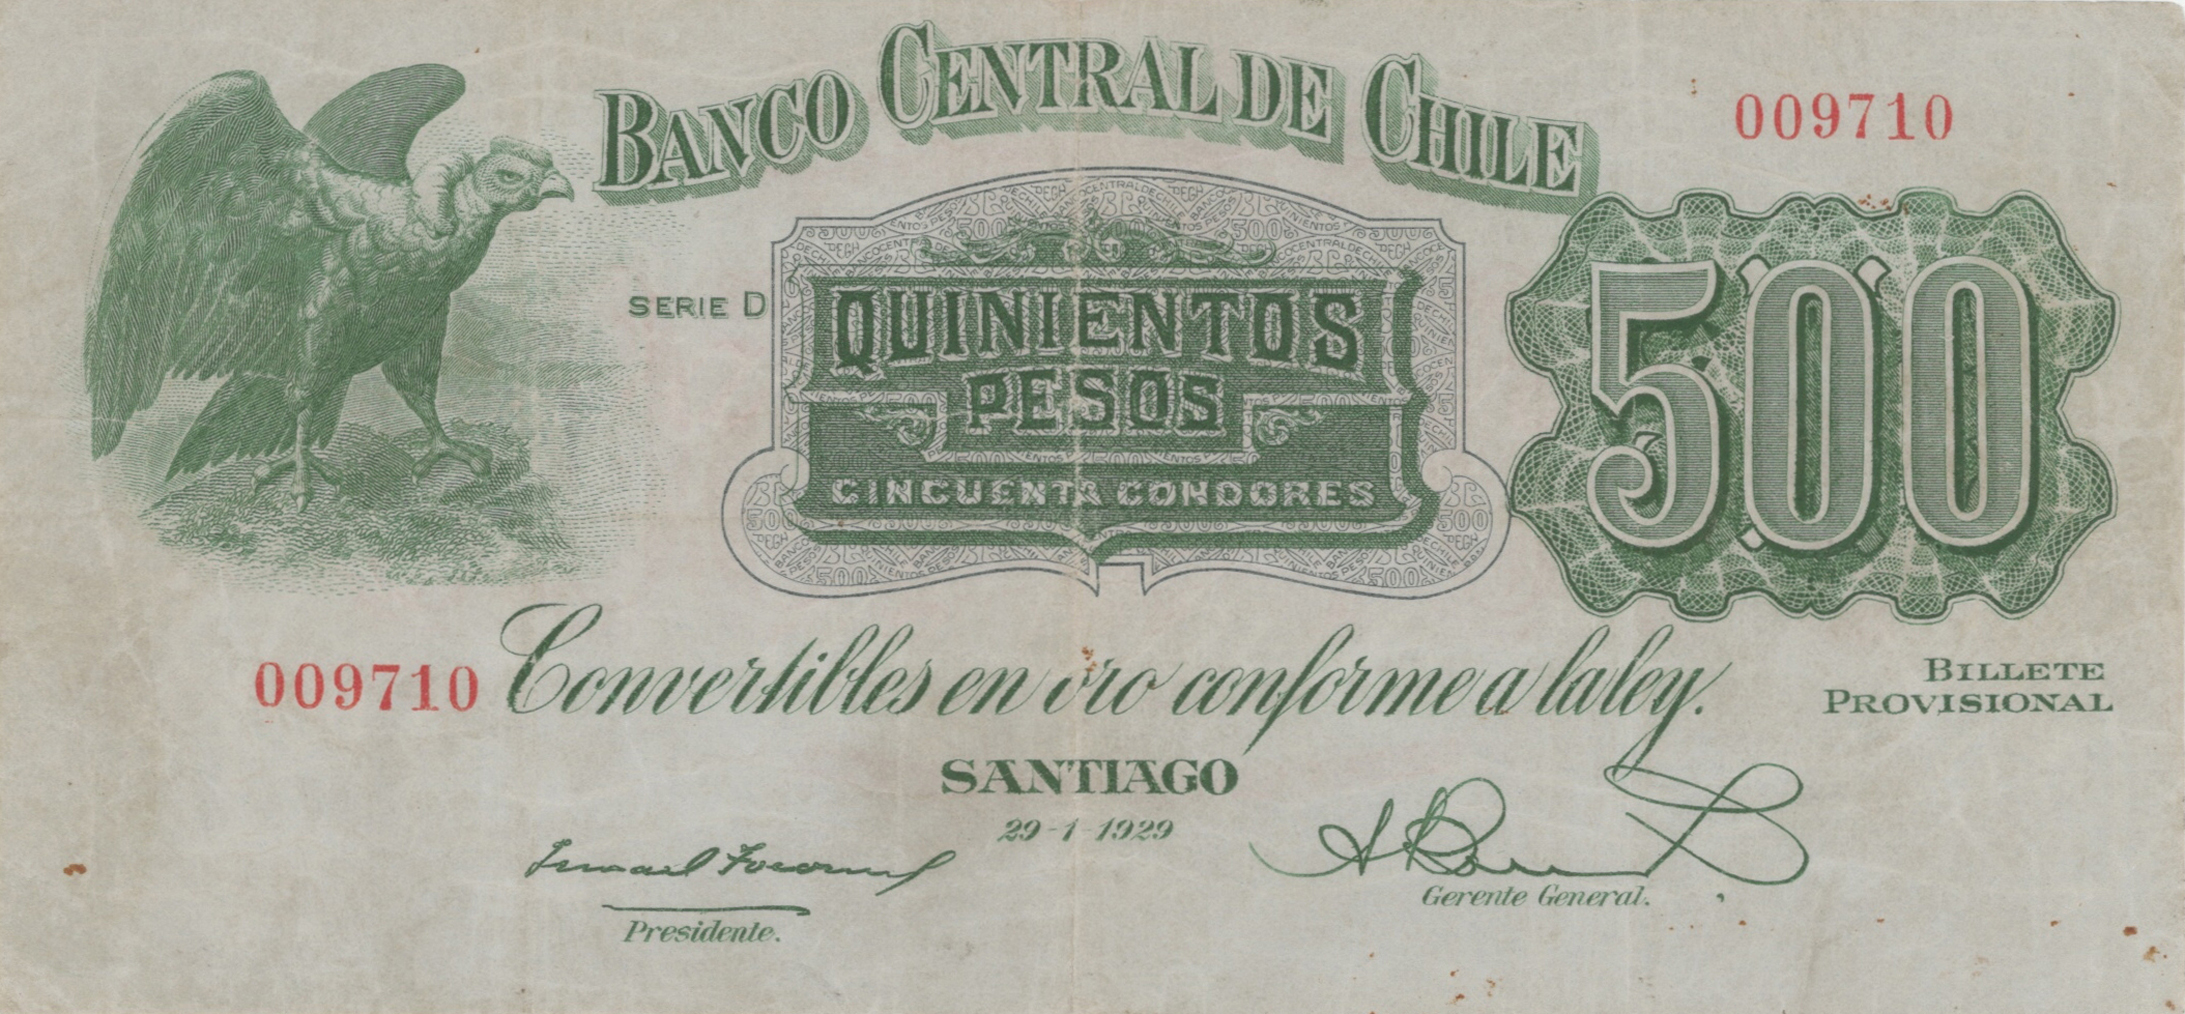 BANCO CENTRAL DE CHILE
009710
SERIE D
QUINIENTOS
PESOS
CINCUENTA CONDORES
500
009710
Convertibles en oro conforme a la ley.
BILLETE
PROVISIONAL
SANTIAGO
29-1-1929
Presidente.
Gerente General.